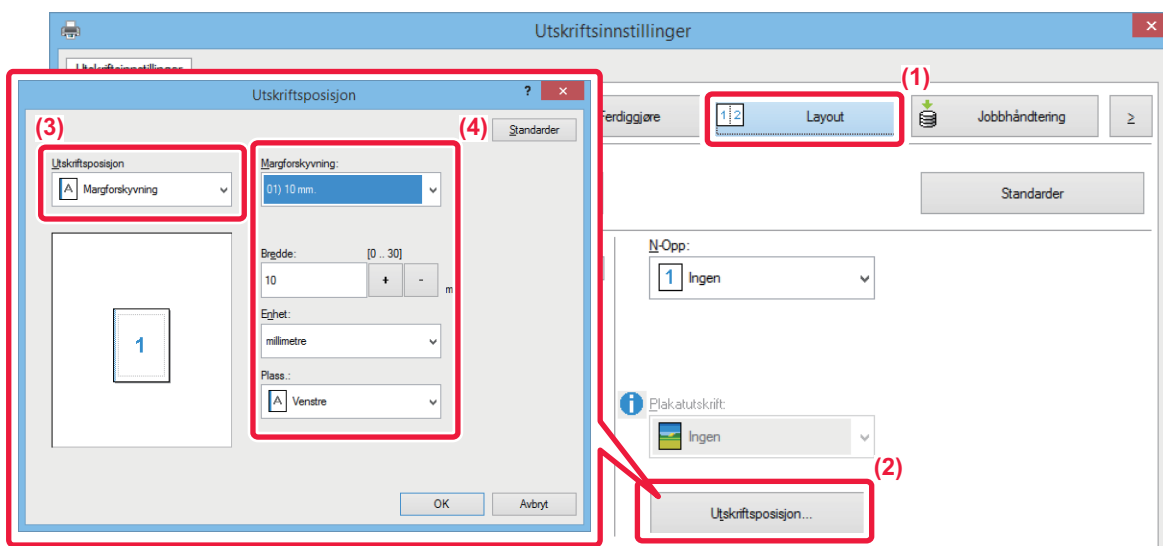 Utskriftsinnstillinger
Utskriftsinnstillinger
(1)
Ferdiggjøre
1 2 Layout
Jobbhåndtering
≥
Standarder
N-Opp:
1 Ingen
Plakatutskrift:
Ingen
(2)
Utskriftsposisjon...
Utskriftsposisjon
?
(3)
(4)
Standarder
Utskriftsposisjon
A Margforskyvning
1
Margforskyvning:
01) 10 mm.
Bredde: [0 .. 30]
10 + - m
Enhet:
millimetre
Plass.:
A Venstre
OK Avbryt